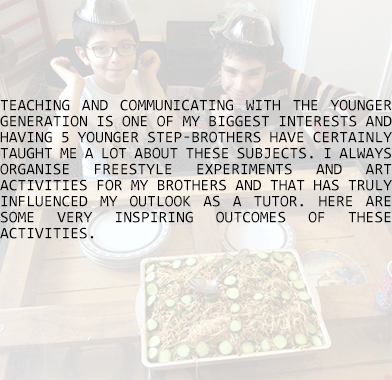 TEACHING AND COMMUNICATING WITH THE YOUNGER
GENERATION IS ONE OF MY BIGGEST INTERESTS AND
HAVING 5 YOUNGER STEP-BROTHERS HAVE CERTAINLY
TAUGHT ME A LOT ABOUT THESE SUBJECTS. I ALWAYS
ORGANISE FREESTYLE EXPERIMENTS AND ART
ACTIVITIES FOR MY BROTHERS AND THAT HAS TRULY
INFLUENCED MY OUTLOOK AS A TUTOR. HERE ARE
SOME VERY INSPIRING OUTCOMES OF THESE
ACTIVITIES.